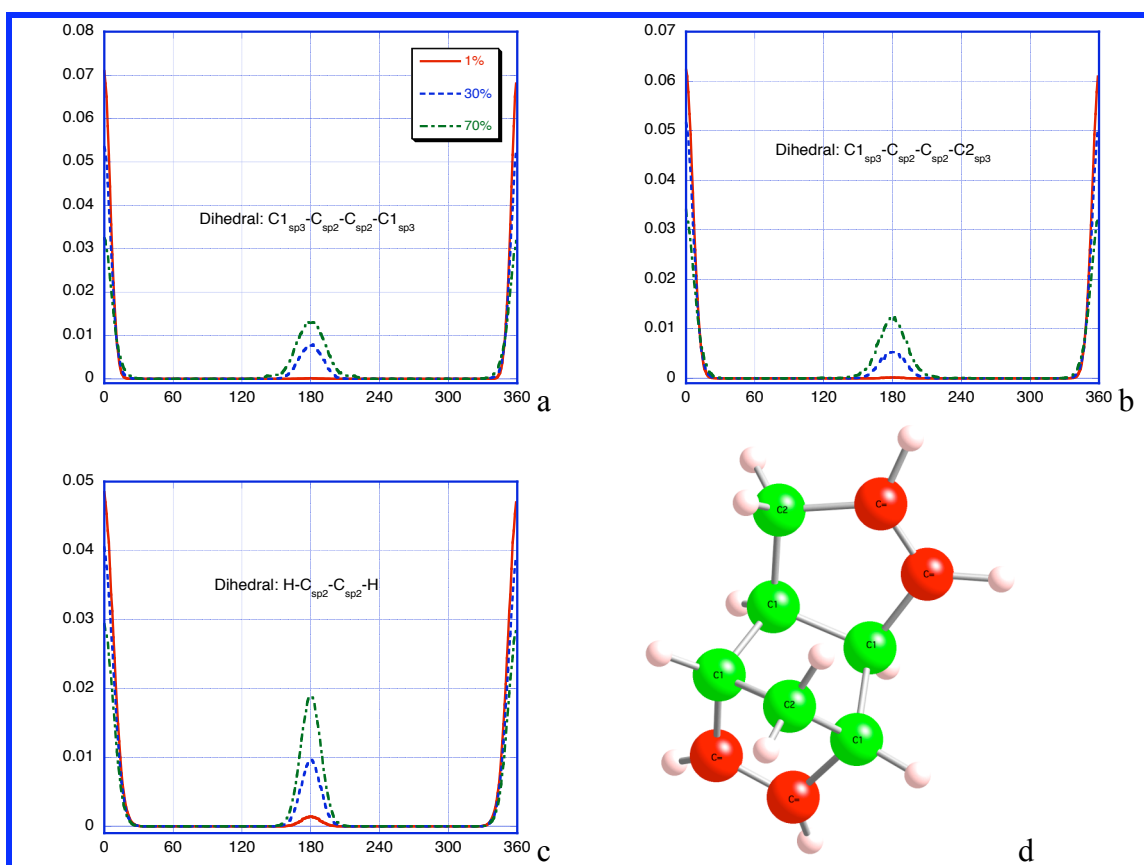 0.08
0.07
0.06
0.05
0.04
0.03
0.02
0.01
0
0 60 120 180 240 300 360
1%
30%
70%
Dihedral: C1sp3-Csp2-Csp2-C1sp3
a
0.07
0.06
0.05
0.04
0.03
0.02
0.01
0
0 60 120 180 240 300 360
Dihedral: C1sp3-Csp2-Csp2-C2sp3
b
0.05
0.04
0.03
0.02
0.01
0
0 60 120 180 240 300 360
Dihedral: H-Csp2-Csp2-H
c
C2
C=
C=
C1
C1
C1
C2
C1
C=
C=
d